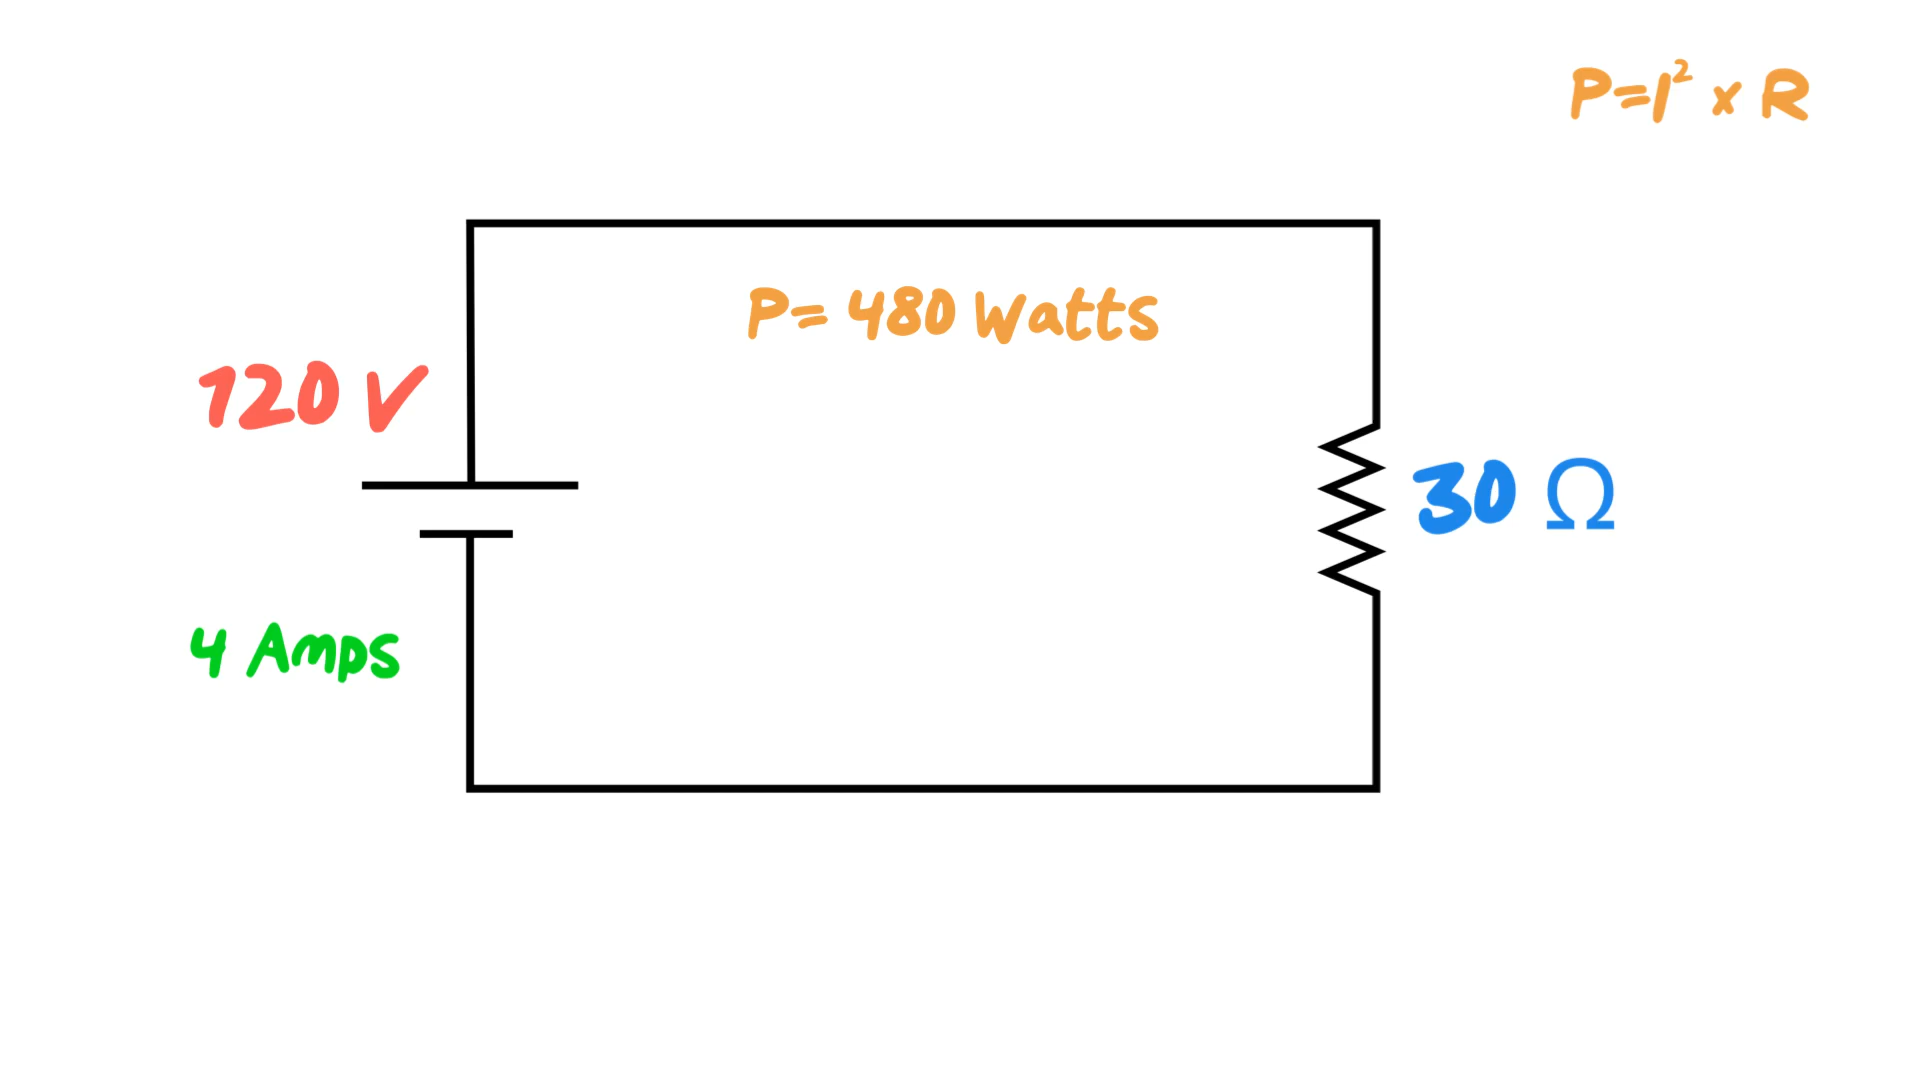 P=I² x R
P= 480 Watts
120 V
30 Ω
4 Amps